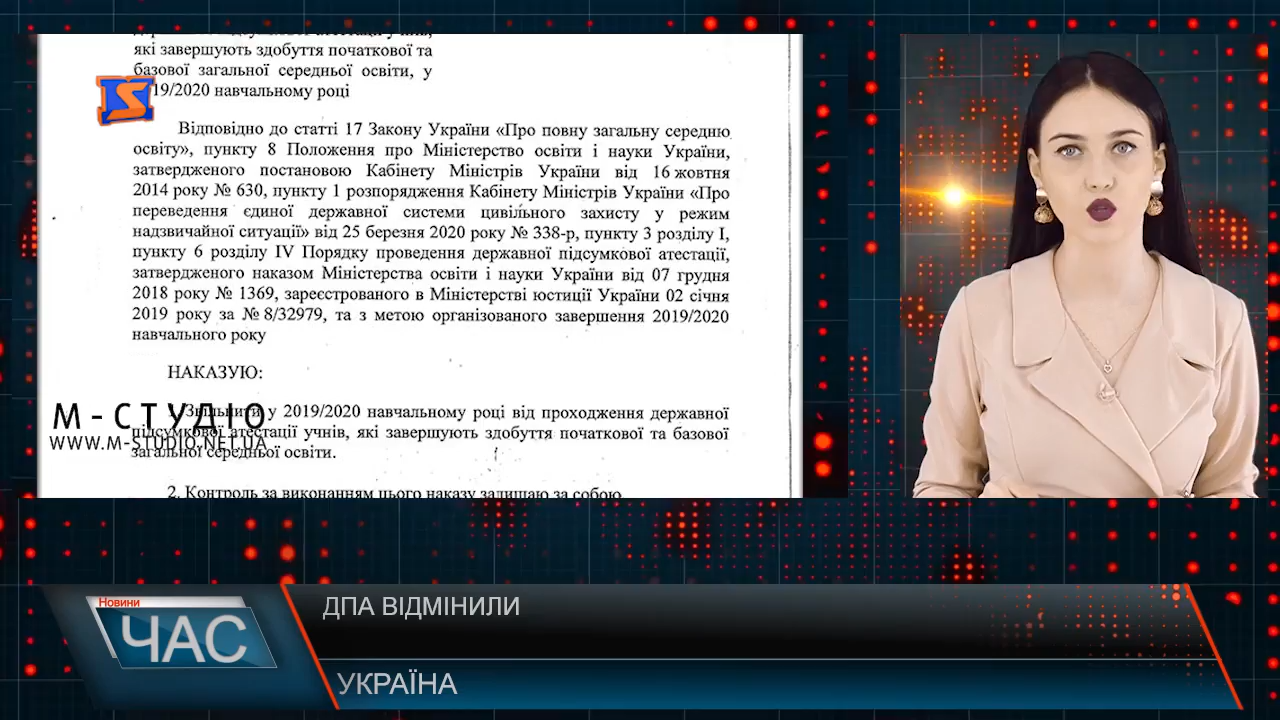 які завершують здобуття початкової та
базової загальної середньої освіти, у
19/2020 навчальному році
Відповідно до статті 17 Закону України «Про повну загальну середню
освіту», пункту 8 Положення про Міністерство освіти і науки України,
затвердженого постановою Кабінету Міністрів України від 16 жовтня
2014 року № 630, пункту 1 розпорядження Кабінету Міністрів України «Про
переведення єдиної державної системи цивільного захисту у режим
надзвичайної ситуації» від 25 березня 2020 року № 338-р, пункту 3 розділу І,
пункту 6 розділу IV Порядку проведення державної підсумкової атестації,
затвердженого наказом Міністерства освіти і науки України від 07 грудня
2018 року № 1369, зареєстрованого в Міністерстві юстиції України 02 січня
2019 року за № 8/32979, та з метою організованого завершення 2019/2020
навчального року
НАКАЗУЮ:
1. Звільнити у 2019/2020 навчальному році від проходження державної
підсумкової атестації учнів, які завершують здобуття початкової та базової
загальної середньої освіти.
2. Контроль за виконанням цього наказу залишаю за собою
М-СТУДІО
WWW.M-STUDIO.NET.UA
Новини
ЧАС
ДПА ВІДМІНИЛИ
УКРАЇНА